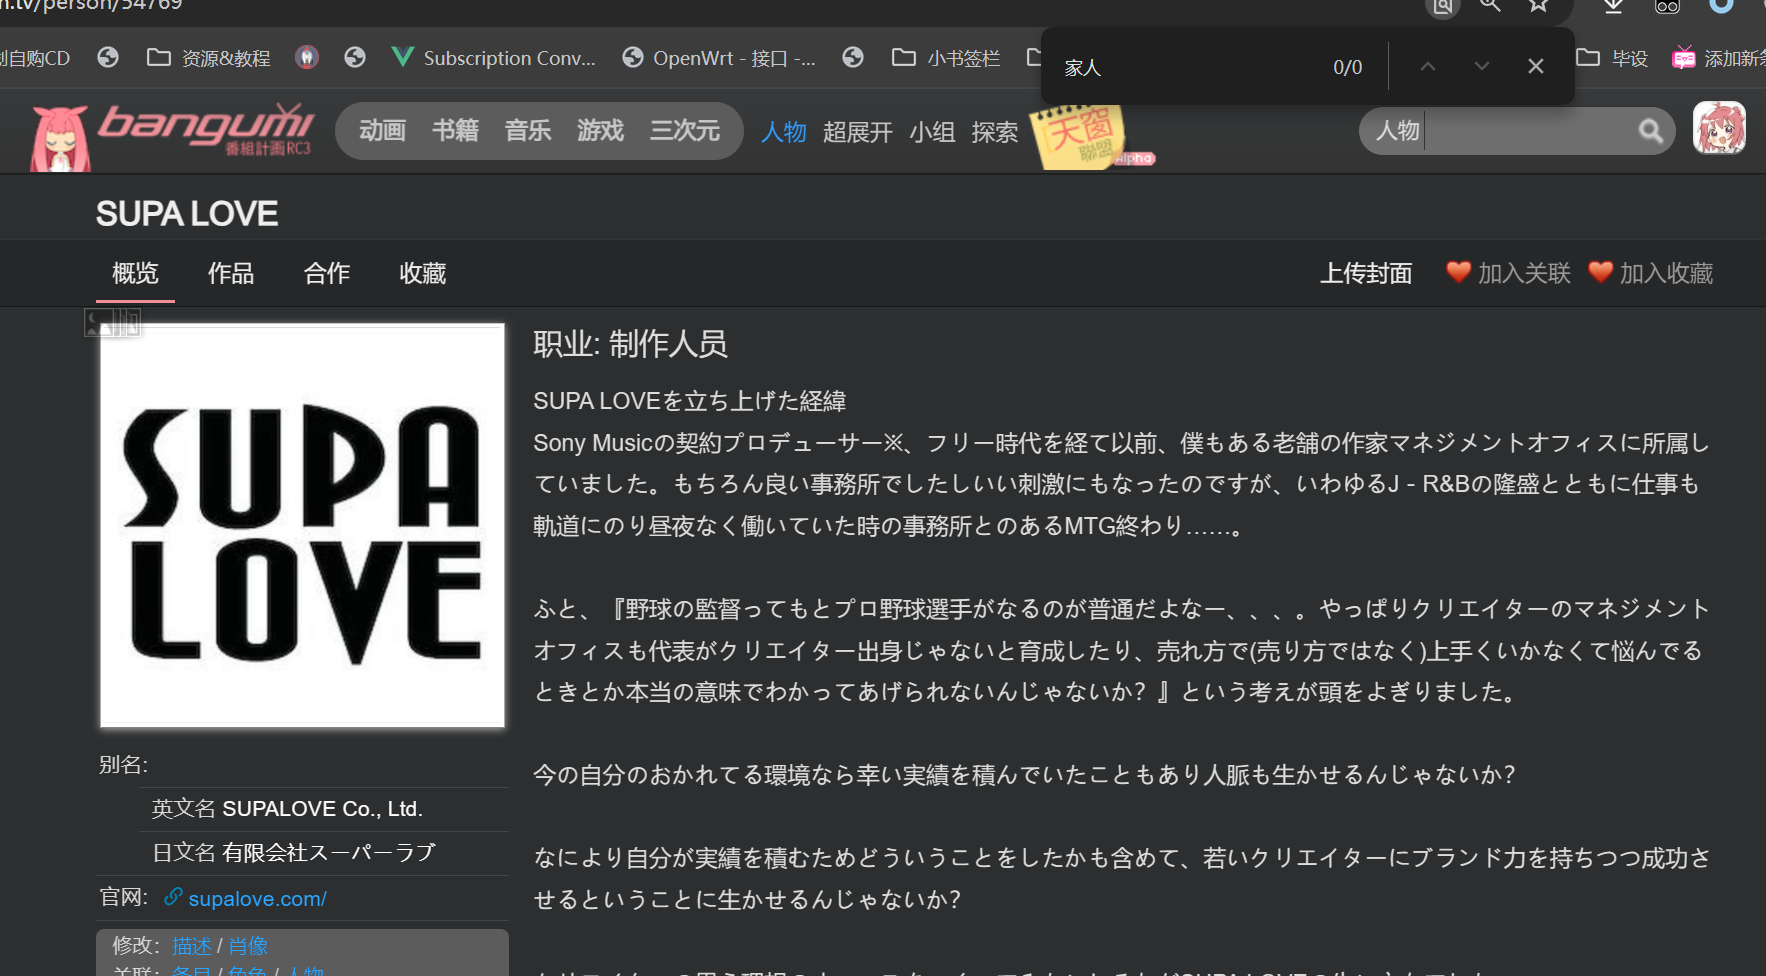 n.tv/person/54769
自购CD
资源&教程
Subscription Conv...
OpenWrt - 接口 -...
小书签栏
毕设
添加新
家人
0/0
bangumi
番組計画RC3
动画 书籍 音乐 游戏 三次元
人物 超展开 小组 探索
天窗
Alpha
人物
SUPA LOVE
概览 作品 合作 收藏
上传封面 加入关联 加入收藏
SUPA
LOVE
职业: 制作人员
SUPA LOVEを立ち上げた経緯
Sony Musicの契約プロデューサー※、フリー時代を経て以前、僕もある老舗の作家マネジメントオフィスに所属し
ていました。もちろん良い事務所でしたしいい刺激にもなったのですが、いわゆるJ - R&Bの隆盛とともに仕事も
軌道にのり昼夜なく働いていた時の事務所とのあるMTG終わり……。
ふと、『野球の監督ってもとプロ野球選手がなるのが普通だよなー、、、。やっぱりクリエイターのマネジメント
オフィスも代表がクリエイター出身じゃないと育成したり、売れ方で(売り方ではなく)上手くいかなくて悩んでる
ときとか本当の意味でわかってあげられないんじゃないか？』という考えが頭をよぎりました。
今の自分のおかれてる環境なら幸い実績を積んでいたこともあり人脈も生かせるんじゃないか？
なにより自分が実績を積むためどういうことをしたかも含めて、若いクリエイターにブランド力を持ちつつ成功さ
せるということに生かせるんじゃないか？
别名:
英文名 SUPALOVE Co., Ltd.
日文名 有限会社スーパーラブ
官网: supalove.com/
修改: 描述 / 肖像
关联: 条目 / 角色 / 人物